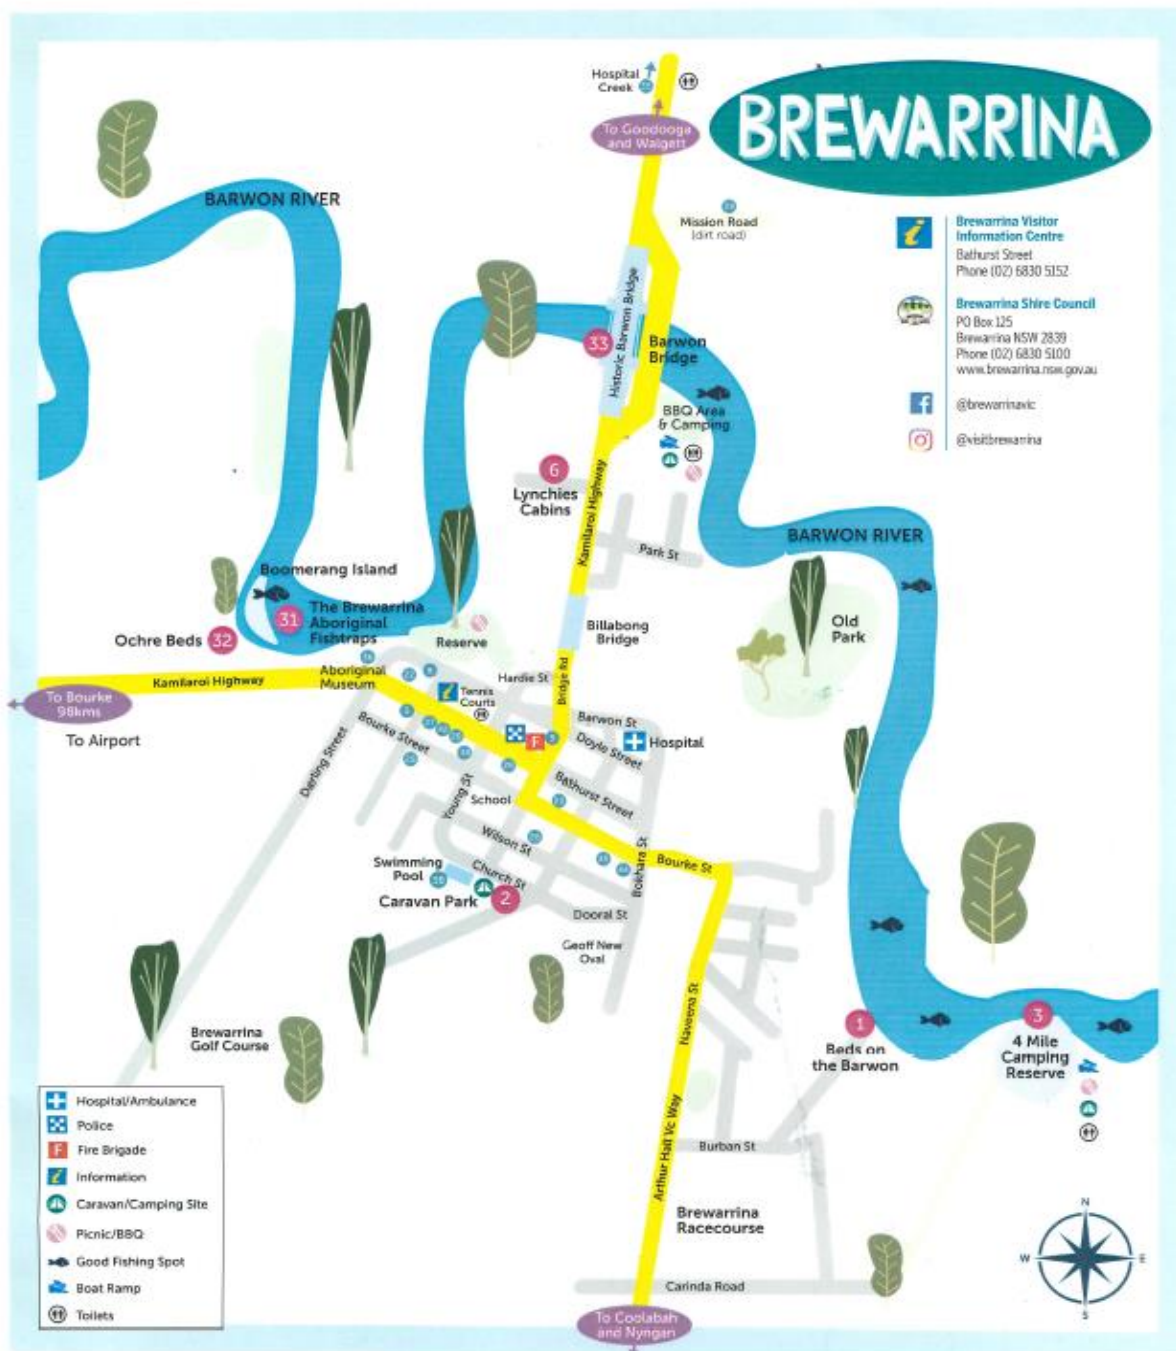 BREWARRINA
Hospital
Creek
To Goodooga
and Walgett
BARWON RIVER
Mission Road
(dirt road)
Brewarrina Visitor
Information Centre
Bathurst Street
Phone (02) 6830 5152
Brewarrina Shire Council
PO Box 125
Brewarrina NSW 2839
Phone (02) 6830 5100
www.brewarrina.nsw.gov.au
@brewarrinavic
@visitbrewarrina
Historic Barwon Bridge
33
Barwon
Bridge
BBQ Area
& Camping
6
Lynchies
Cabins
Kamilaroi Highway
Park St
BARWON RIVER
Boomerang Island
31
The Brewarrina
Aboriginal
Fishtraps
Ochre Beds
32
Reserve
Billabong
Bridge
Old
Park
Kamilaroi Highway
Aboriginal
Museum
Hardie St
Bridge Rd
To Bourke
98kms
To Airport
Tennis
Courts
Barwon St
Doyle Street
Hospital
F
Darling Street
Bourke Street
Young St
School
Bathurst Street
Wilson St
Swimming
Pool
Church St
Caravan Park
2
Bourke St
Bokhara St
Dooral St
Geoff New
Oval
Naveena St
Brewarrina
Golf Course
1
Beds on
the Barwon
3
4 Mile
Camping
Reserve
Arthur Hall Vc Way
Burban St
Brewarrina
Racecourse
Carinda Road
To Coolabah
and Nyngan
Hospital/Ambulance
Police
F
Fire Brigade
Information
Caravan/Camping Site
Picnic/BBQ
Good Fishing Spot
Boat Ramp
Toilets
N
W
E
S